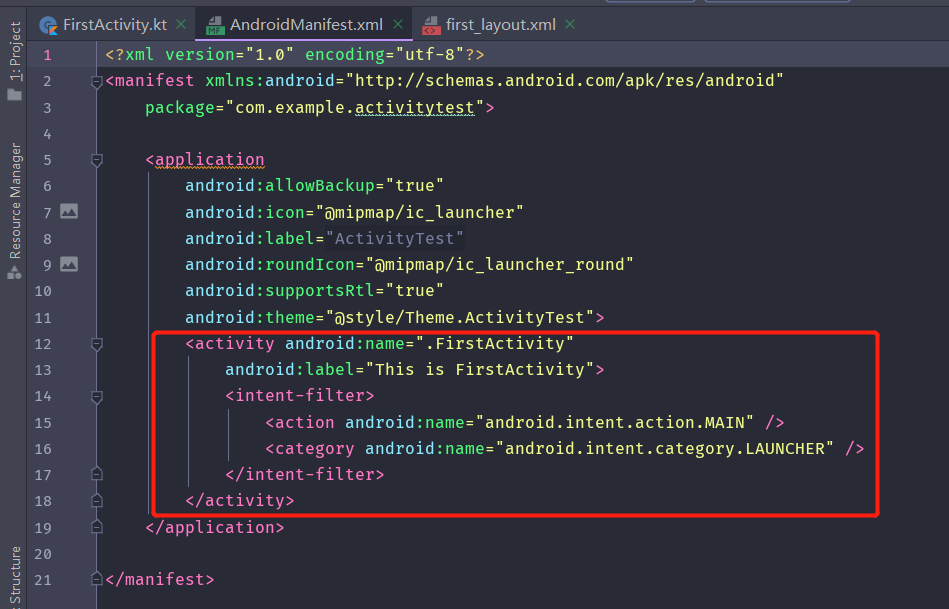 FirstActivity.kt
AndroidManifest.xml
first_layout.xml
1: Project
Resource Manager
: Structure
1 <?xml version="1.0" encoding="utf-8"?>
2 <manifest xmlns:android="http://schemas.android.com/apk/res/android"
3 package="com.example.activitytest">
4
5 <application
6 android:allowBackup="true"
7 android:icon="@mipmap/ic_launcher"
8 android:label="ActivityTest"
9 android:roundIcon="@mipmap/ic_launcher_round"
10 android:supportsRtl="true"
11 android:theme="@style/Theme.ActivityTest">
12 <activity android:name=".FirstActivity"
13 android:label="This is FirstActivity">
14 <intent-filter>
15 <action android:name="android.intent.action.MAIN" />
16 <category android:name="android.intent.category.LAUNCHER" />
17 </intent-filter>
18 </activity>
19 </application>
20
21 </manifest>